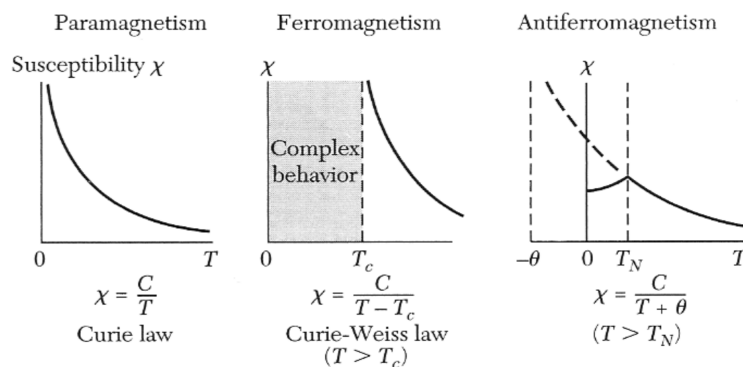 Paramagnetism
Susceptibility χ
0
T
χ = C/T
Curie law
Ferromagnetism
χ
Complex
behavior
0
T_c
χ = C/(T − T_c)
Curie-Weiss law
(T > T_c)
Antiferromagnetism
χ
−θ
0
T_N
T
χ = C/(T + θ)
(T > T_N)